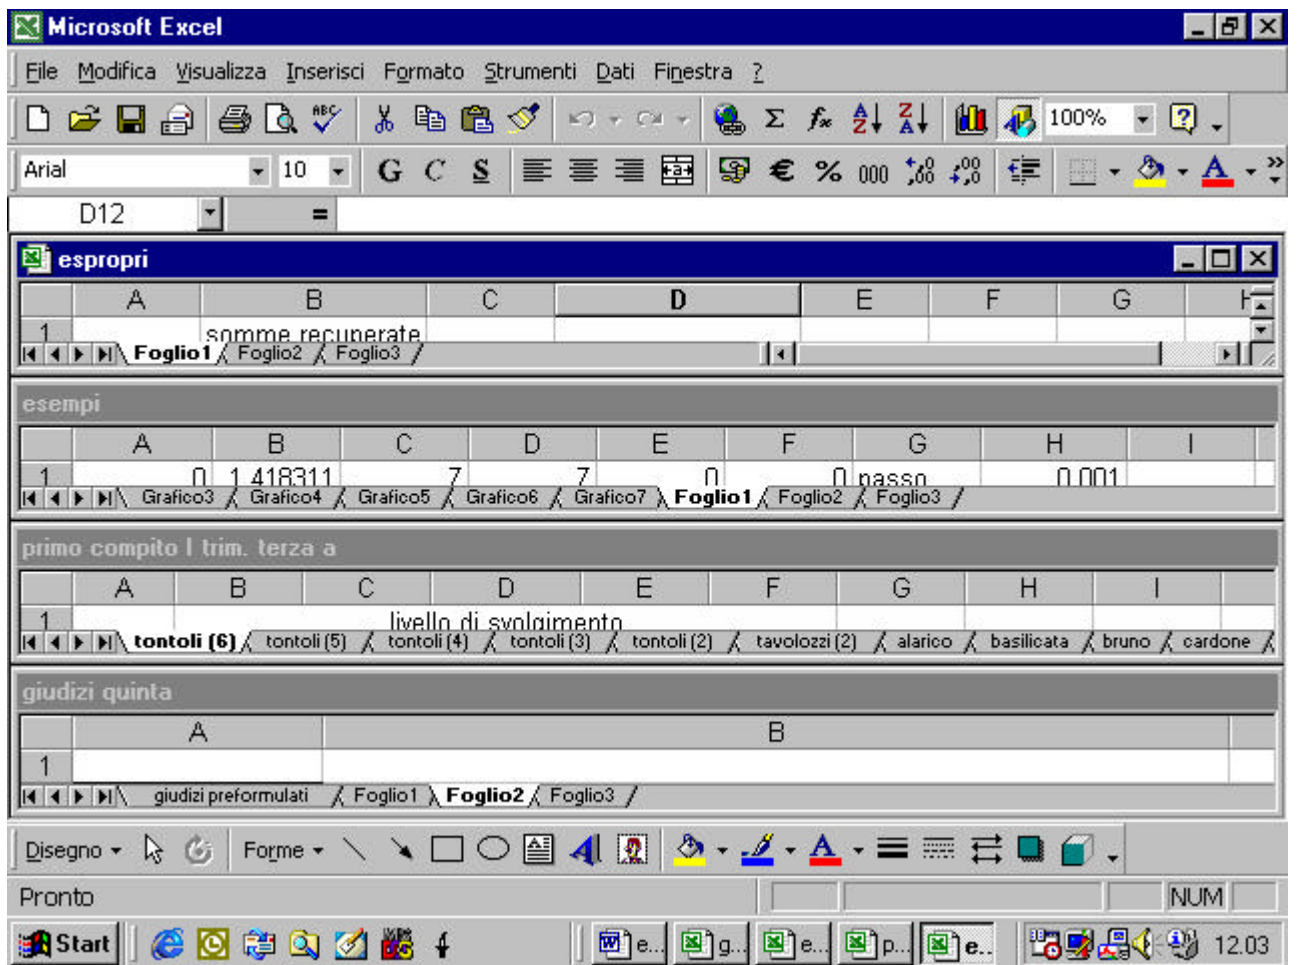 Microsoft Excel
File Modifica Visualizza Inserisci Formato Strumenti Dati Finestra ?
ABC fx A Z Z A 100% ?
Arial 10 G C S a € % 000 ,00 A
D12 =
espropri
A B C D E F G H
1 somme recuperate
Foglio1 Foglio2 Foglio3
esempi
A B C D E F G H I
1 0 1,418311 7 7 0 0 passo 0,001
Grafico3 Grafico4 Grafico5 Grafico6 Grafico7 Foglio1 Foglio2 Foglio3
primo compito I trim. terza a
A B C D E F G H I
1 livello di svolgimento
tontoli (6) tontoli (5) tontoli (4) tontoli (3) tontoli (2) tavolozzi (2) alarico basilicata bruno cardone
giudizi quinta
A B
1
giudizi preformulati Foglio1 Foglio2 Foglio3
Disegno Forme A A
Pronto NUM
Start e... g... e... p... e... 12.03